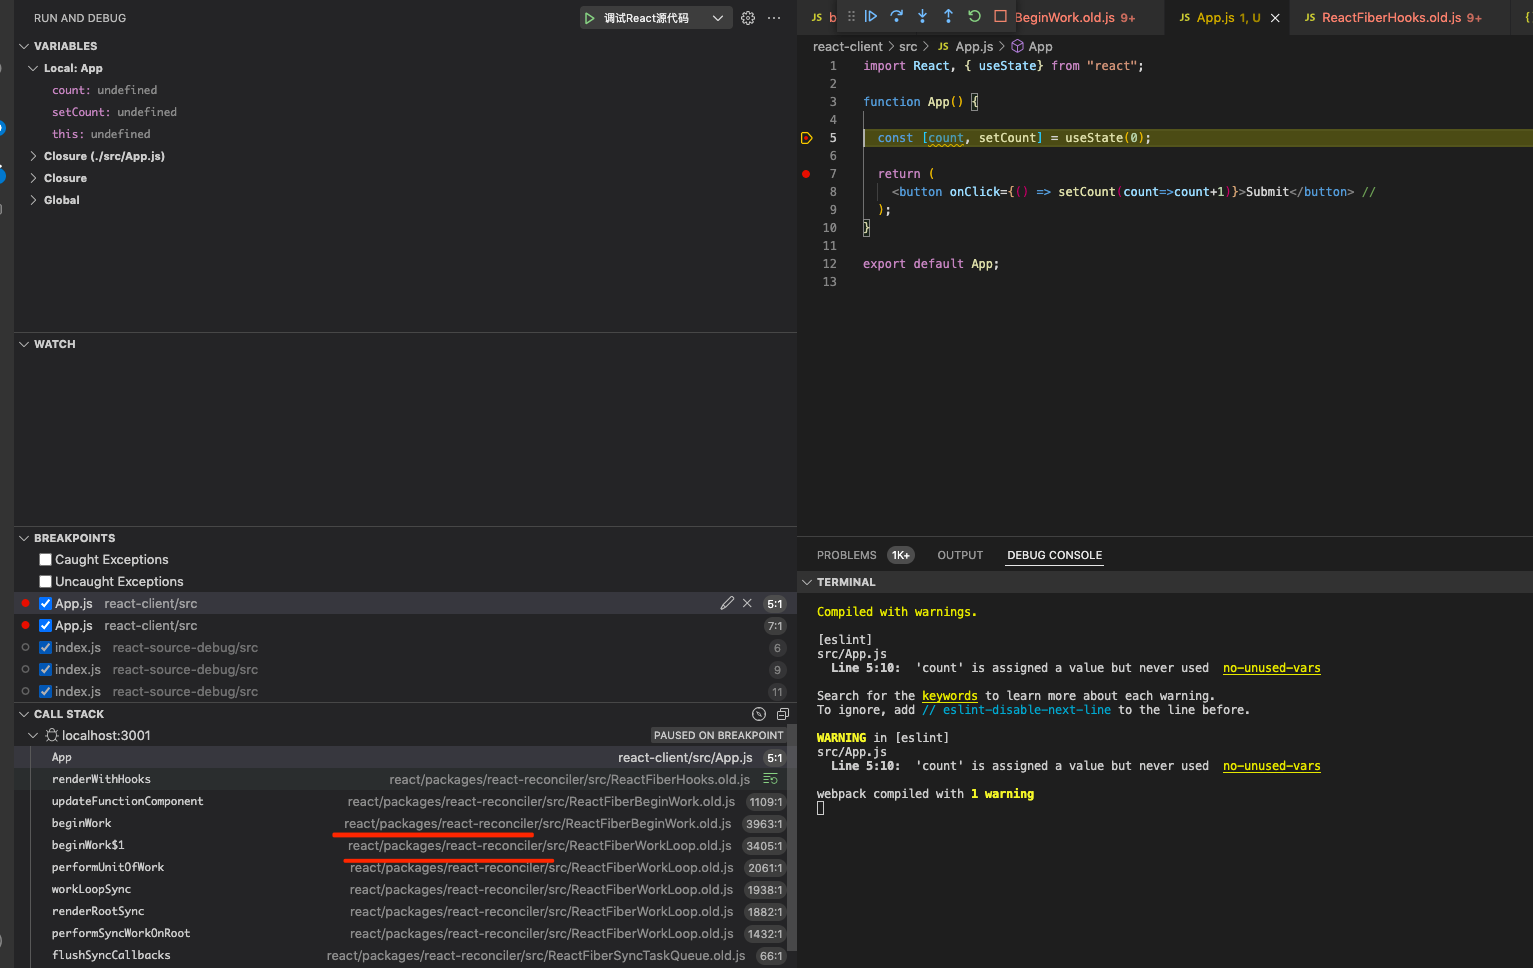 RUN AND DEBUG
调试React源代码
VARIABLES
Local: App
count: undefined
setCount: undefined
this: undefined
Closure (./src/App.js)
Closure
Global
WATCH
BREAKPOINTS
Caught Exceptions
Uncaught Exceptions
App.js react-client/src 5:1
App.js react-client/src 7:1
index.js react-source-debug/src 6
index.js react-source-debug/src 9
index.js react-source-debug/src 11
CALL STACK
localhost:3001 PAUSED ON BREAKPOINT
App react-client/src/App.js 5:1
renderWithHooks react/packages/react-reconciler/src/ReactFiberHooks.old.js
updateFunctionComponent react/packages/react-reconciler/src/ReactFiberBeginWork.old.js 1109:1
beginWork react/packages/react-reconciler/src/ReactFiberBeginWork.old.js 3963:1
beginWork$1 react/packages/react-reconciler/src/ReactFiberWorkLoop.old.js 3405:1
performUnitOfWork react/packages/react-reconciler/src/ReactFiberWorkLoop.old.js 2061:1
workLoopSync react/packages/react-reconciler/src/ReactFiberWorkLoop.old.js 1938:1
renderRootSync react/packages/react-reconciler/src/ReactFiberWorkLoop.old.js 1882:1
performSyncWorkOnRoot react/packages/react-reconciler/src/ReactFiberWorkLoop.old.js 1432:1
flushSyncCallbacks react/packages/react-reconciler/src/ReactFiberSyncTaskQueue.old.js 66:1
JS b BeginWork.old.js 9+ JS App.js 1, U JS ReactFiberHooks.old.js 9+ {
react-client > src > JS App.js > App
1 import React, { useState} from "react";
2
3 function App() {
4
5 const [count, setCount] = useState(0);
6
7 return (
8 <button onClick={() => setCount(count=>count+1)}>Submit</button> //
9 );
10 }
11
12 export default App;
13
PROBLEMS 1K+ OUTPUT DEBUG CONSOLE
TERMINAL
Compiled with warnings.
[eslint]
src/App.js
Line 5:10: 'count' is assigned a value but never used no-unused-vars
Search for the keywords to learn more about each warning.
To ignore, add // eslint-disable-next-line to the line before.
WARNING in [eslint]
src/App.js
Line 5:10: 'count' is assigned a value but never used no-unused-vars
webpack compiled with 1 warning